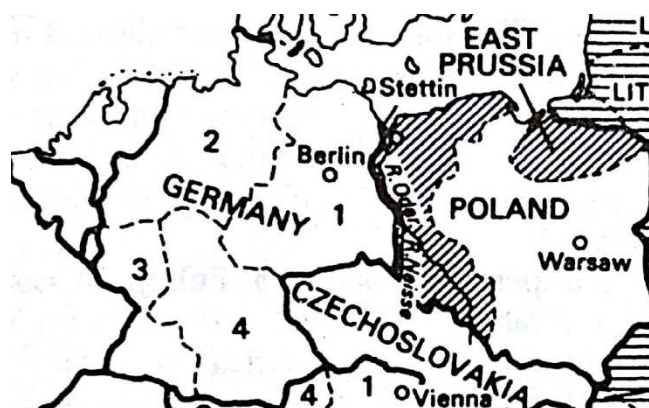 EAST
PRUSSIA
L
LIT
Stettin
2
Berlin
GERMANY
1
R. Oder
R. Neisse
POLAND
Warsaw
3
4
CZECHOSLOVAKIA
4
1
Vienna